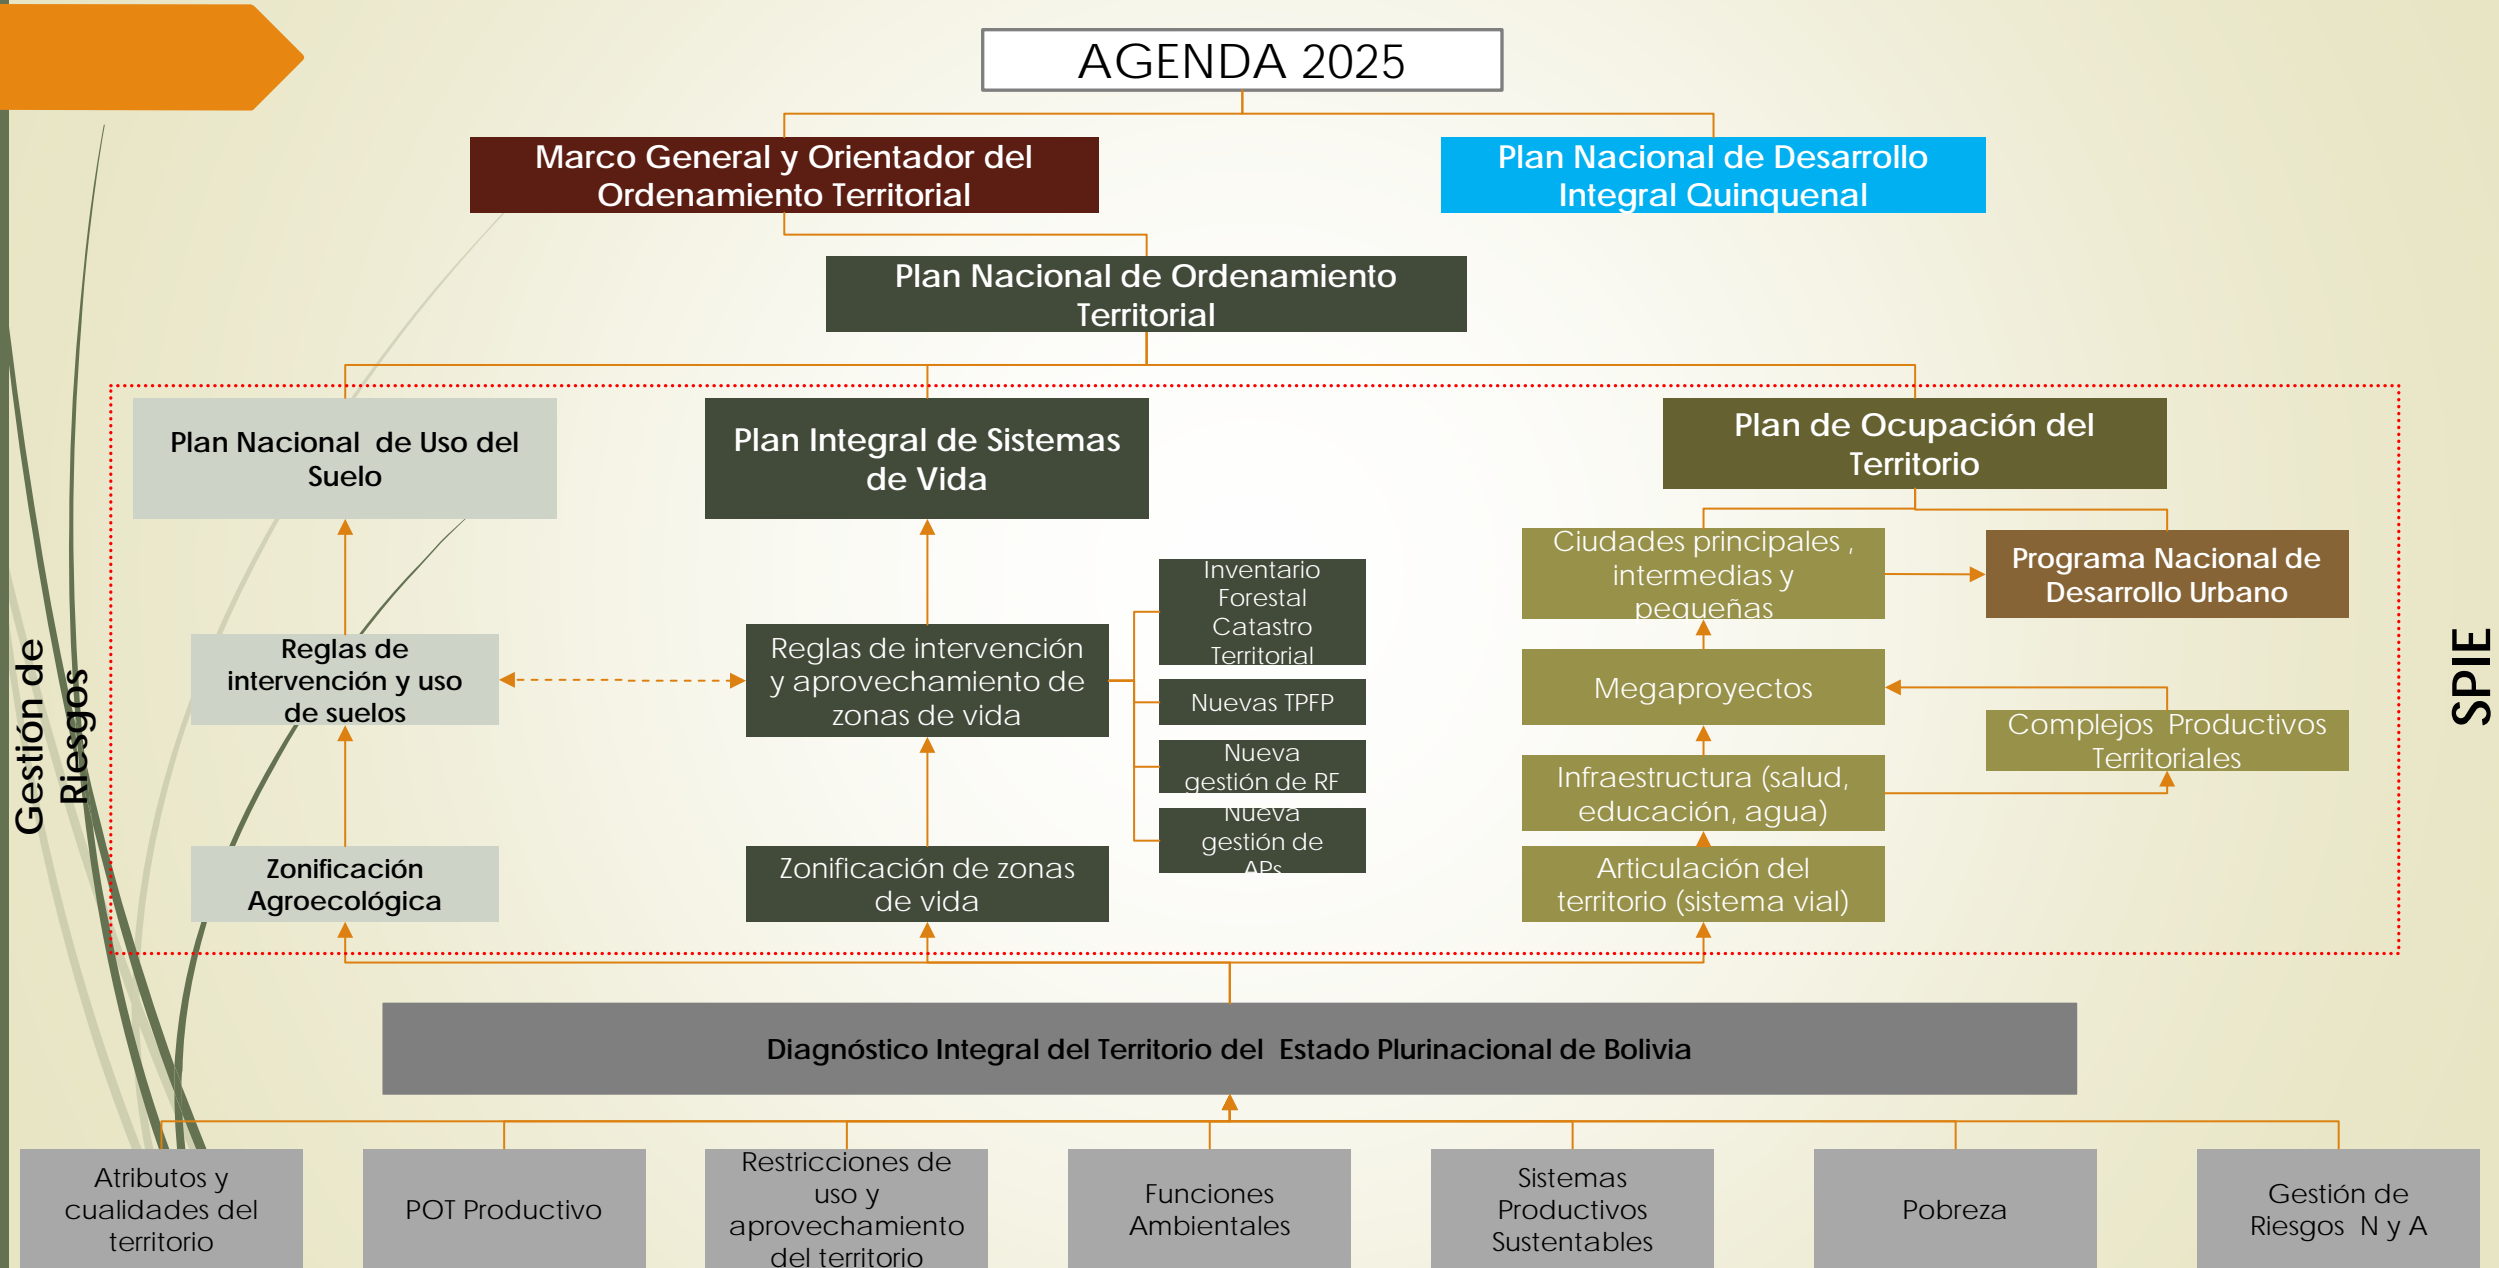 AGENDA 2025
Marco General y Orientador del
Ordenamiento Territorial
Plan Nacional de Desarrollo
Integral Quinquenal
Plan Nacional de Ordenamiento
Territorial
Plan Nacional de Uso del
Suelo
Plan Integral de Sistemas
de Vida
Plan de Ocupación del
Territorio
Ciudades principales ,
intermedias y
pequeñas
Programa Nacional de
Desarrollo Urbano
Inventario
Forestal
Catastro
Territorial
Gestión de
Riesgos
Reglas de
intervención y uso
de suelos
Reglas de intervención
y aprovechamiento de
zonas de vida
Nuevas TPFP
Megaproyectos
SPIE
Complejos Productivos
Territoriales
Nueva
gestión de RF
Infraestructura (salud,
educación, agua)
Nueva
gestión de
APs
Zonificación
Agroecológica
Zonificación de zonas
de vida
Articulación del
territorio (sistema vial)
Diagnóstico Integral del Territorio del Estado Plurinacional de Bolivia
Atributos y
cualidades del
territorio
POT Productivo
Restricciones de
uso y
aprovechamiento
del territorio
Funciones
Ambientales
Sistemas
Productivos
Sustentables
Pobreza
Gestión de
Riesgos N y A